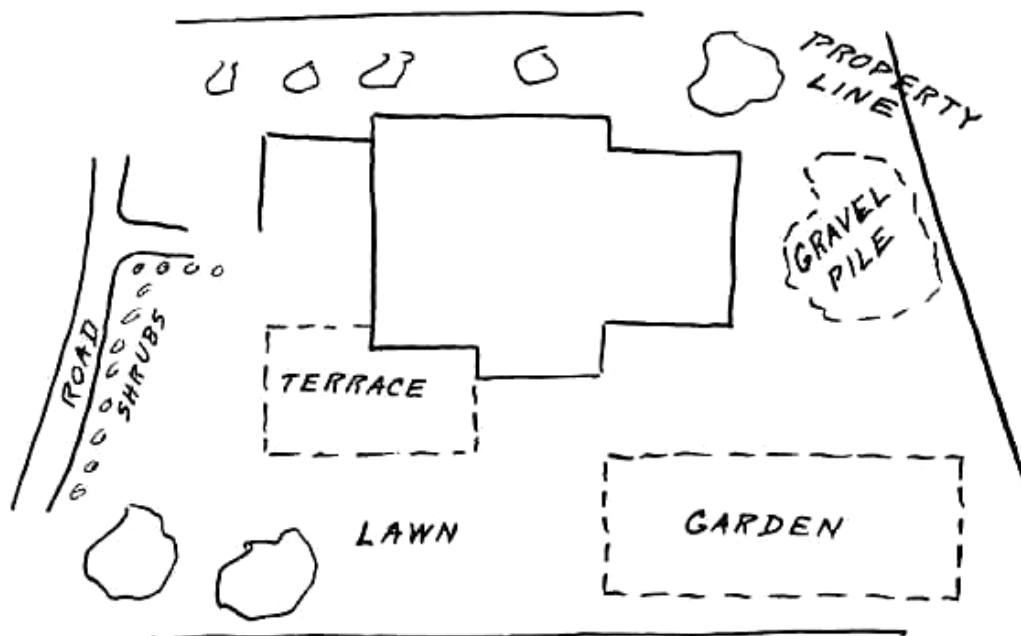 PROPERTY
LINE
GRAVEL
PILE
ROAD
SHRUBS
TERRACE
LAWN
GARDEN